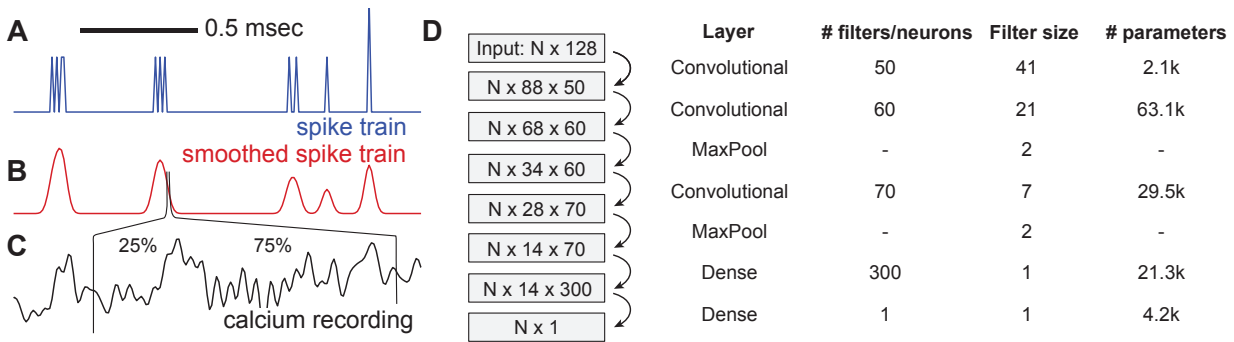 A
0.5 msec
spike train
smoothed spike train
B
C
25%
75%
calcium recording
D
Input: N x 128
N x 88 x 50
N x 68 x 60
N x 34 x 60
N x 28 x 70
N x 14 x 70
N x 14 x 300
N x 1
Layer # filters/neurons Filter size # parameters
Convolutional 50 41 2.1k
Convolutional 60 21 63.1k
MaxPool - 2 -
Convolutional 70 7 29.5k
MaxPool - 2 -
Dense 300 1 21.3k
Dense 1 1 4.2k